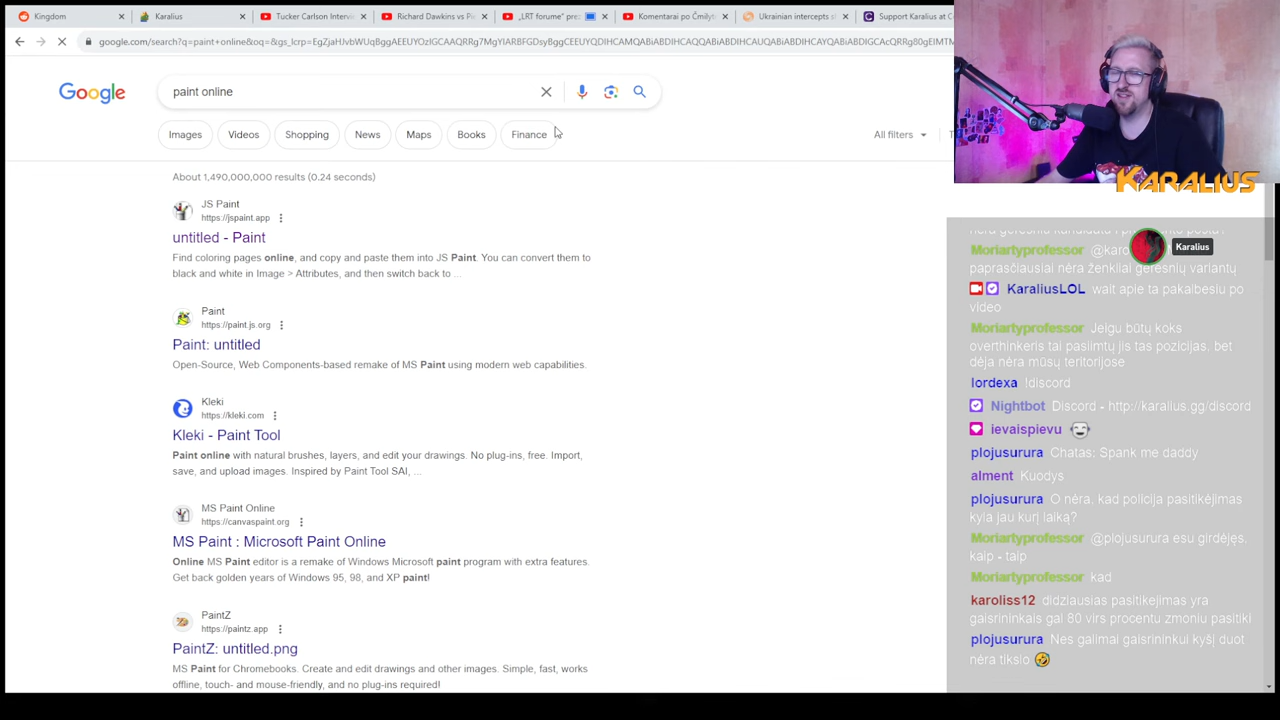 Kingdom
Karalius
Tucker Carlson Intervi
Richard Dawkins vs Pi
„LRT forume" prez
Komentarai po Čmilyt
Ukrainian intercepts s
Support Karalius at C
google.com/search?q=paint+online&oq=&gs_lcrp=
Google
paint online
Images
Videos
Shopping
News
Maps
Books
Finance
All filters
About 1,490,000,000 results (0.24 seconds)
JS Paint
https://jspaint.app
untitled - Paint
Find coloring pages online, and copy and paste them into JS Paint. You can convert them to
black and white in Image > Attributes, and then switch back to ...
Paint
https://paint.js.org
Paint: untitled
Open-Source, Web Components-based remake of MS Paint using modern web capabilities.
Kleki
https://kleki.com
Kleki - Paint Tool
Paint online with natural brushes, layers, and edit your drawings. No plug-ins, free. Import,
save, and upload images. Inspired by Paint Tool SAI, ...
MS Paint Online
https://canvaspaint.org
MS Paint : Microsoft Paint Online
Online MS Paint editor is a remake of Windows Microsoft paint program with extra features.
Get back golden years of Windows 95, 98, and XP paint!
PaintZ
https://paintz.app
PaintZ: untitled.png
MS Paint for Chromebooks. Create and edit drawings and other images. Simple, fast, works
offline, touch- and mouse-friendly, and no plug-ins required!
KARALIUS
Karalius
Moriartyprofessor @karo
paprasčiausiai nėra ženkliai geresnių variantų
KaraliusLOL wait apie ta pakalbesiu po
video
Moriartyprofessor Jeigu būtų koks
overthinkeris tai pasiimtų jis tas pozicijas. bet
dėja nėra mūsų teritorijose
lordexa !discord
Nightbot Discord - http://karalius.gg/discord
ievaispievu
plojusurura Chatas: Spank me daddy
alment Kuodys
plojusurura O nėra. kad policija pasitikėjimas
kyla jau kurį laiką?
Moriartyprofessor @plojusurura esu girdėjęs.
kaip - taip
Moriartyprofessor kad
karoliss12 didziausias pasitikejimas yra
gaisrininkais gal 80 virs procentu zmoniu pasitiki
plojusurura Nes galimai gaisrininkui kyšį duot
nėra tikslo